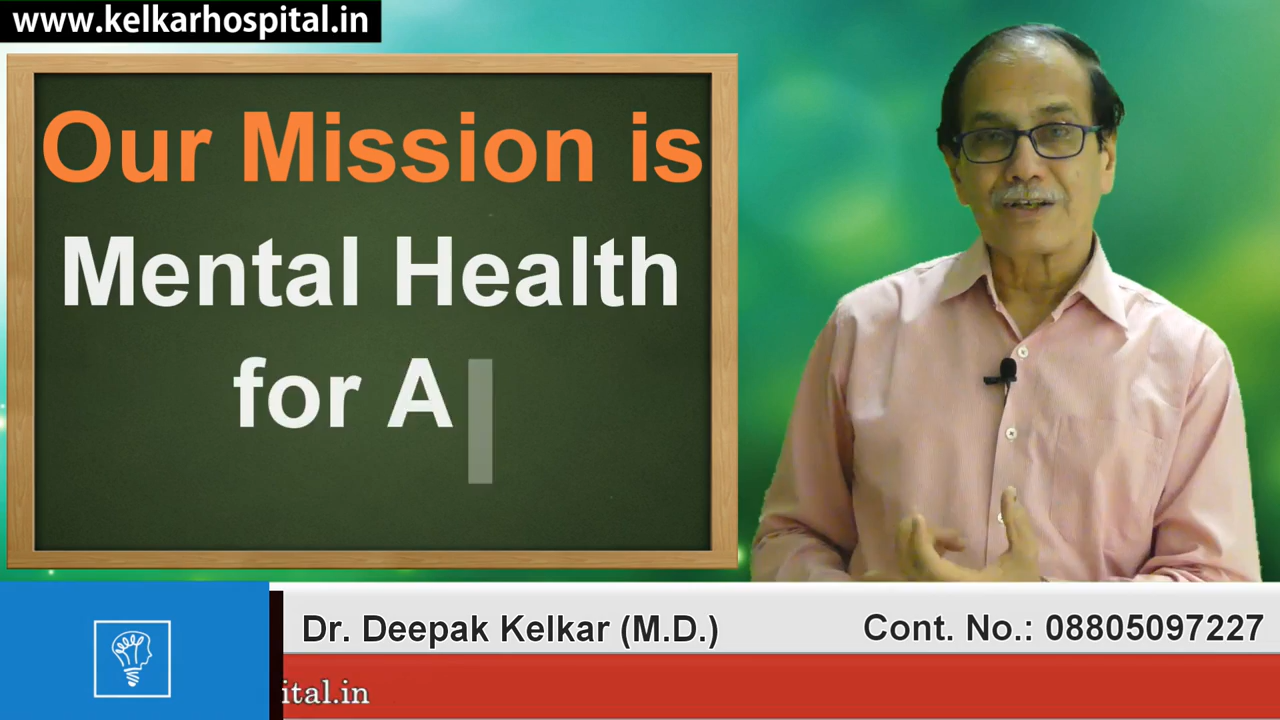 www.kelkarhospital.in
Our Mission is
Mental Health
for A
Dr. Deepak Kelkar (M.D.)
Cont. No.: 08805097227
ital.in